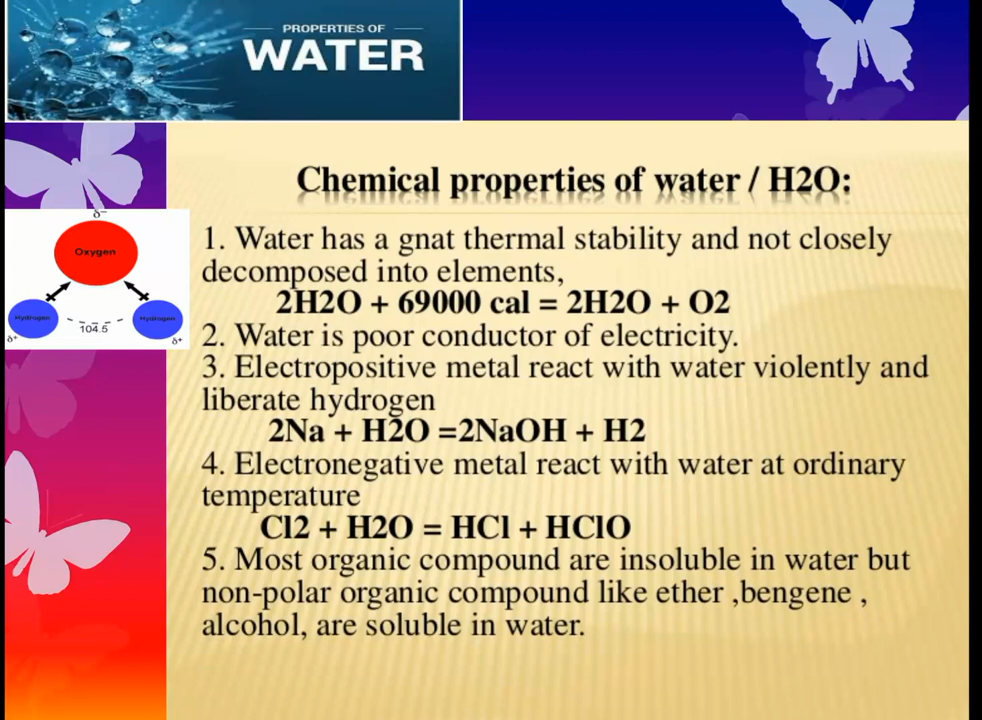 PROPERTIES OF
WATER
Chemical properties of water / H2O:
δ-
Oxygen
Hydrogen
Hydrogen
104.5
δ+
δ+
1. Water has a gnat thermal stability and not closely
decomposed into elements,
2H2O + 69000 cal = 2H2O + O2
2. Water is poor conductor of electricity.
3. Electropositive metal react with water violently and
liberate hydrogen
2Na + H2O =2NaOH + H2
4. Electronegative metal react with water at ordinary
temperature
Cl2 + H2O = HCl + HClO
5. Most organic compound are insoluble in water but
non-polar organic compound like ether ,bengene ,
alcohol, are soluble in water.